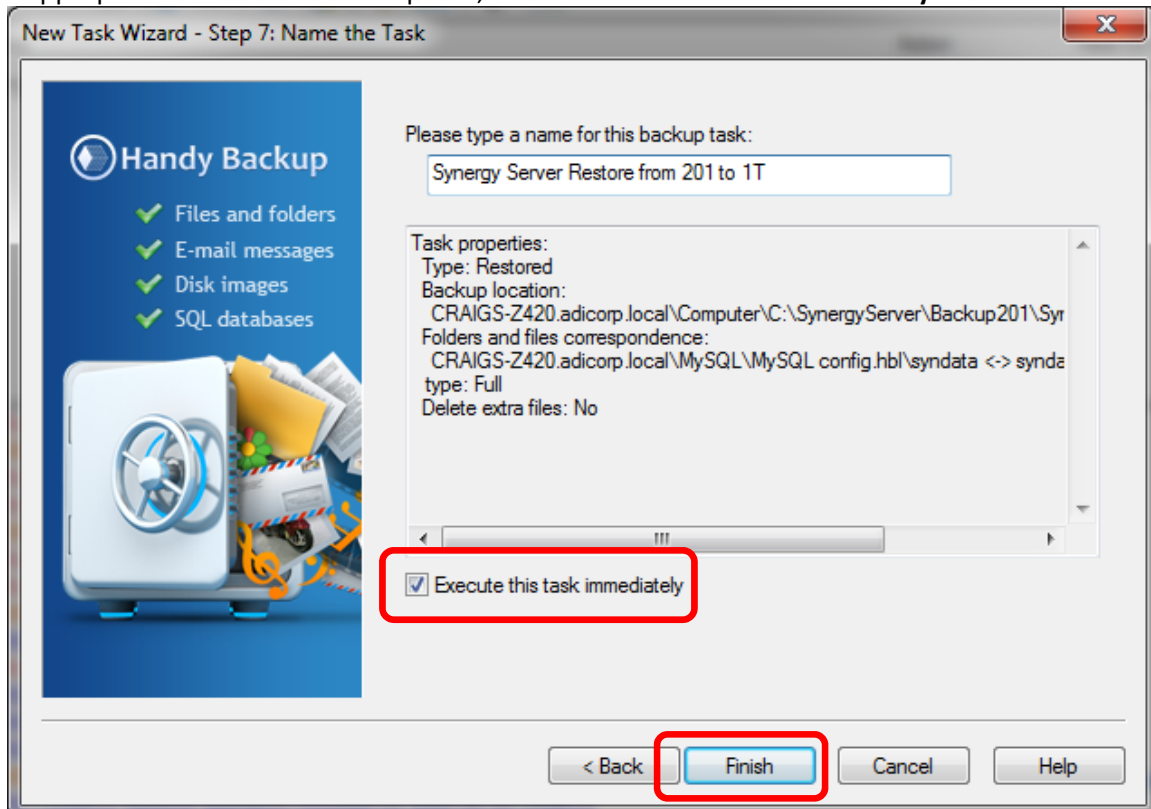 New Task Wizard - Step 7: Name the Task
Handy Backup
Files and folders
E-mail messages
Disk images
SQL databases
Please type a name for this backup task:
Synergy Server Restore from 201 to 1T
Task properties:
Type: Restored
Backup location:
CRAIGS-Z420.adicorp.local\Computer\C:\SynergyServer\Backup201\Syr
Folders and files correspondence:
CRAIGS-Z420.adicorp.local\MySQL\MySQL config.hbl\syndata <-> synda
type: Full
Delete extra files: No
Execute this task immediately
< Back
Finish
Cancel
Help